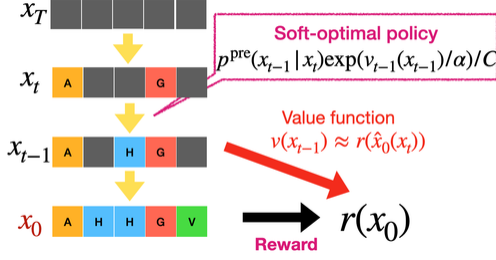 x_T
Soft-optimal policy
p^pre(x_{t-1}|x_t)exp(v_{t-1}(x_{t-1})/α)/C
x_t A G
Value function
v(x_{t-1}) ≈ r(x̂_0(x_t))
x_{t-1} A H G
x_0 A H H G V
r(x_0)
Reward